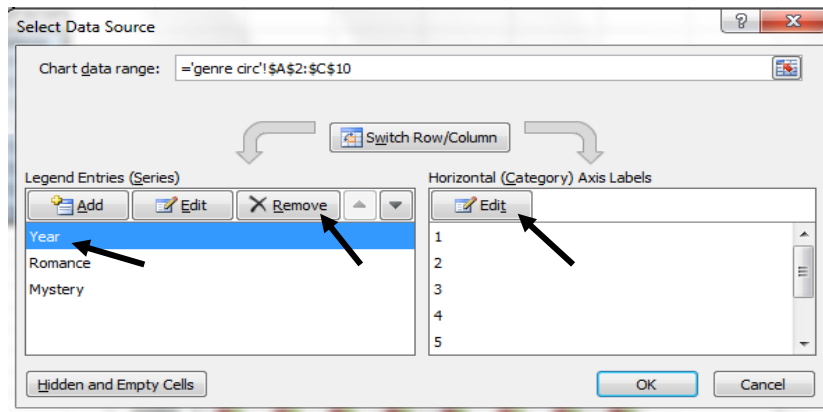 Select Data Source
Chart data range: ='genre circ'!$A$2:$C$10
Switch Row/Column
Legend Entries (Series)
Horizontal (Category) Axis Labels
Add Edit Remove
Edit
Year
Romance
Mystery
1
2
3
4
5
Hidden and Empty Cells
OK Cancel